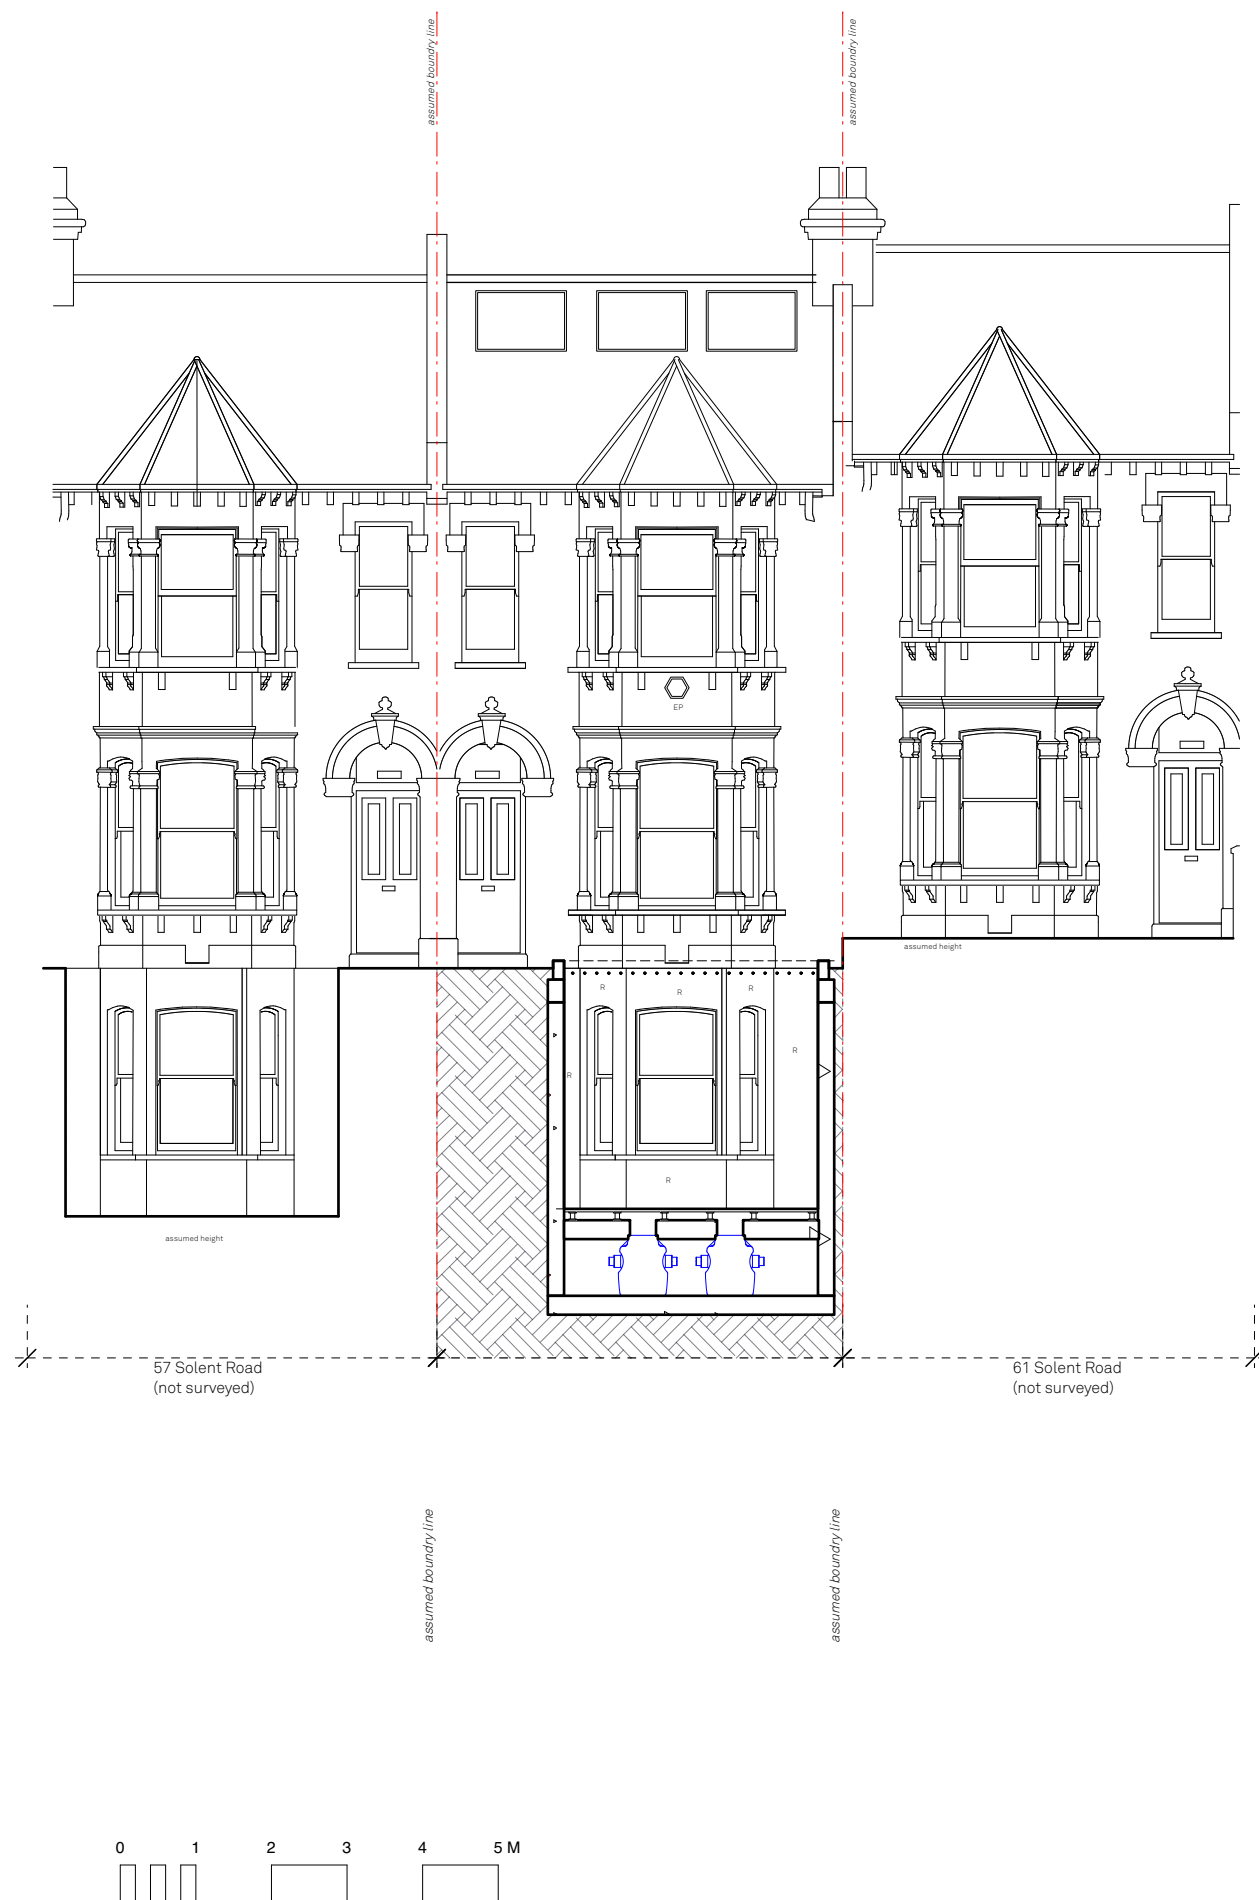 assumed boundry line
assumed boundry line
EP
assumed height
R
R
R
R
R
R
assumed height
57 Solent Road
(not surveyed)
61 Solent Road
(not surveyed)
assumed boundry line
assumed boundry line
0 1 2 3 4 5 M